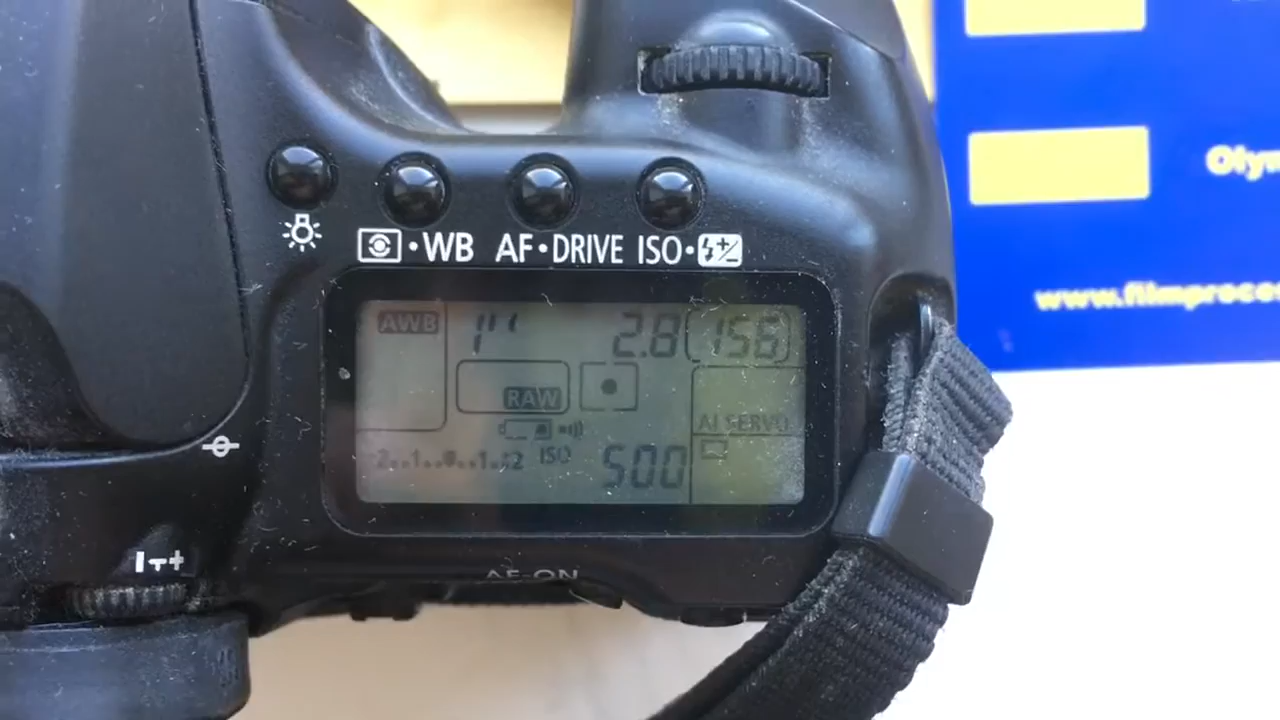 Olym
www.filmproces
·WB AF·DRIVE ISO·
AWB 1" 2.8 156
RAW
AI SERVO
2..1..0..1..2 ISO 500
AF-ON